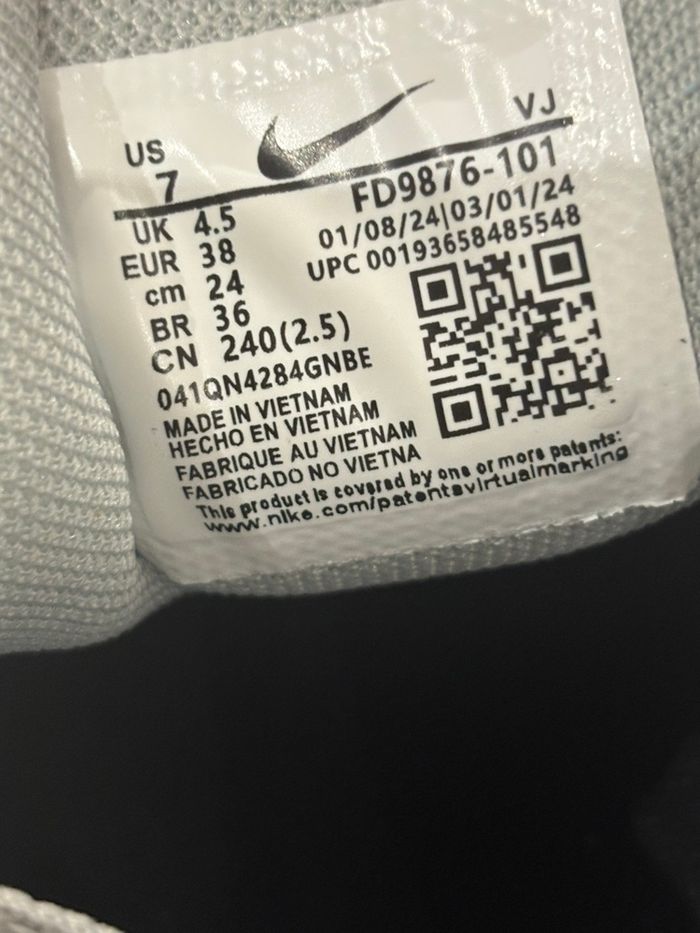 VJ
US
7
FD9876-101
UK 4.5
01/08/24|03/01/24
EUR 38
UPC 00193658485548
cm 24
BR 36
CN 240(2.5)
041QN4284GNBE
MADE IN VIETNAM
HECHO EN VIETNAM
FABRIQUE AU VIETNAM
FABRICADO NO VIETNA
This product is covered by one or more patents:
www.nike.com/patentsvirtualmarking